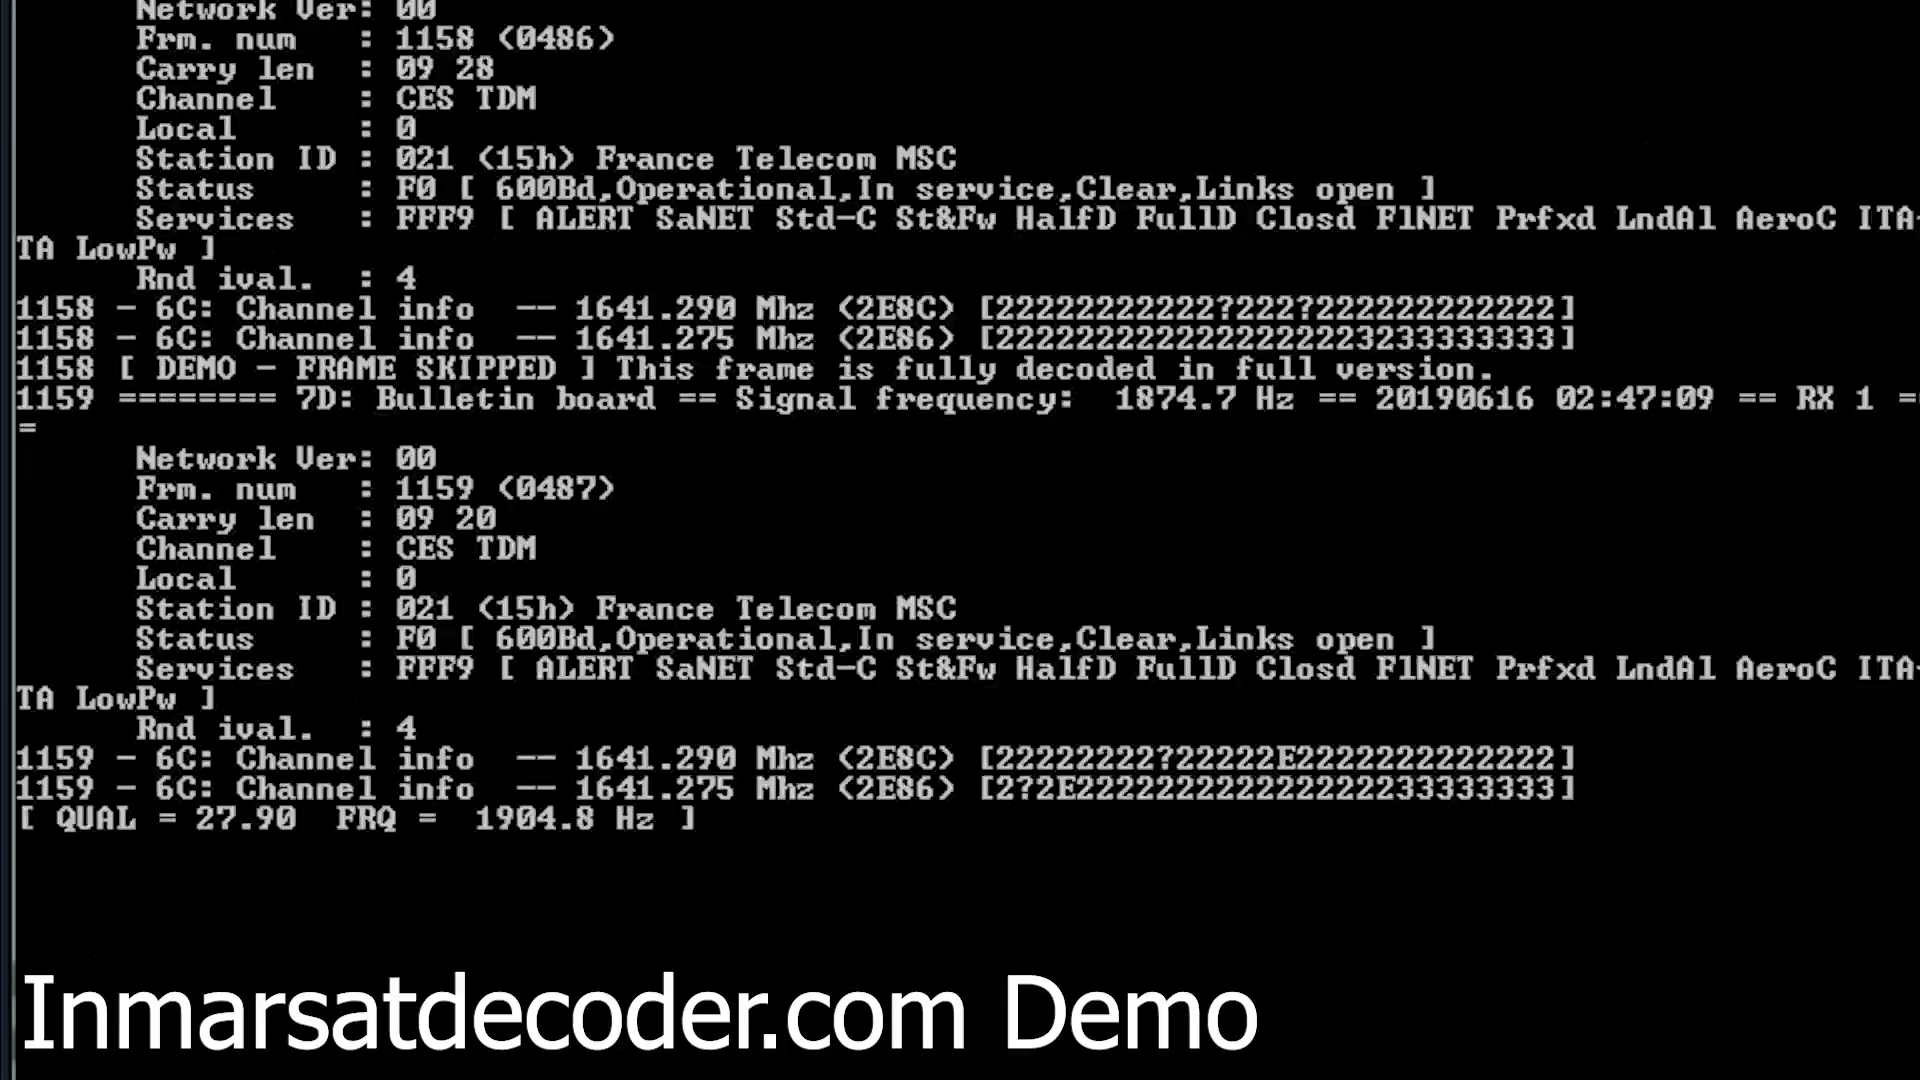 Network Ver: 00
Frm. num : 1158 (0486)
Carry len : 09 28
Channel : CES TDM
Local : 0
Station ID : 021 (15h) France Telecom MSC
Status : F0 [ 600Bd,Operational,In service,Clear,Links open ]
Services : FFF9 [ ALERT SaNET Std-C St&Fw HalfD FullD Closd FlNET Prfxd LndAl AeroC ITA-
TA LowPw ]
Rnd ival. : 4
1158 - 6C: Channel info -- 1641.290 Mhz (2E8C) [222222222222?222?222222222222]
1158 - 6C: Channel info -- 1641.275 Mhz (2E86) [2222222222222222223233333333]
1158 [ DEMO - FRAME SKIPPED ] This frame is fully decoded in full version.
1159 ======== 7D: Bulletin board == Signal frequency: 1874.7 Hz == 20190616 02:47:09 == RX 1 ==
=
Network Ver: 00
Frm. num : 1159 (0487)
Carry len : 09 20
Channel : CES TDM
Local : 0
Station ID : 021 (15h) France Telecom MSC
Status : F0 [ 600Bd,Operational,In service,Clear,Links open ]
Services : FFF9 [ ALERT SaNET Std-C St&Fw HalfD FullD Closd FlNET Prfxd LndAl AeroC ITA-
TA LowPw ]
Rnd ival. : 4
1159 - 6C: Channel info -- 1641.290 Mhz (2E8C) [22222222?22222E2222222222222]
1159 - 6C: Channel info -- 1641.275 Mhz (2E86) [2?2E222222222222222233333333]
[ QUAL = 27.90 FRQ = 1904.8 Hz ]
Inmarsatdecoder.com Demo